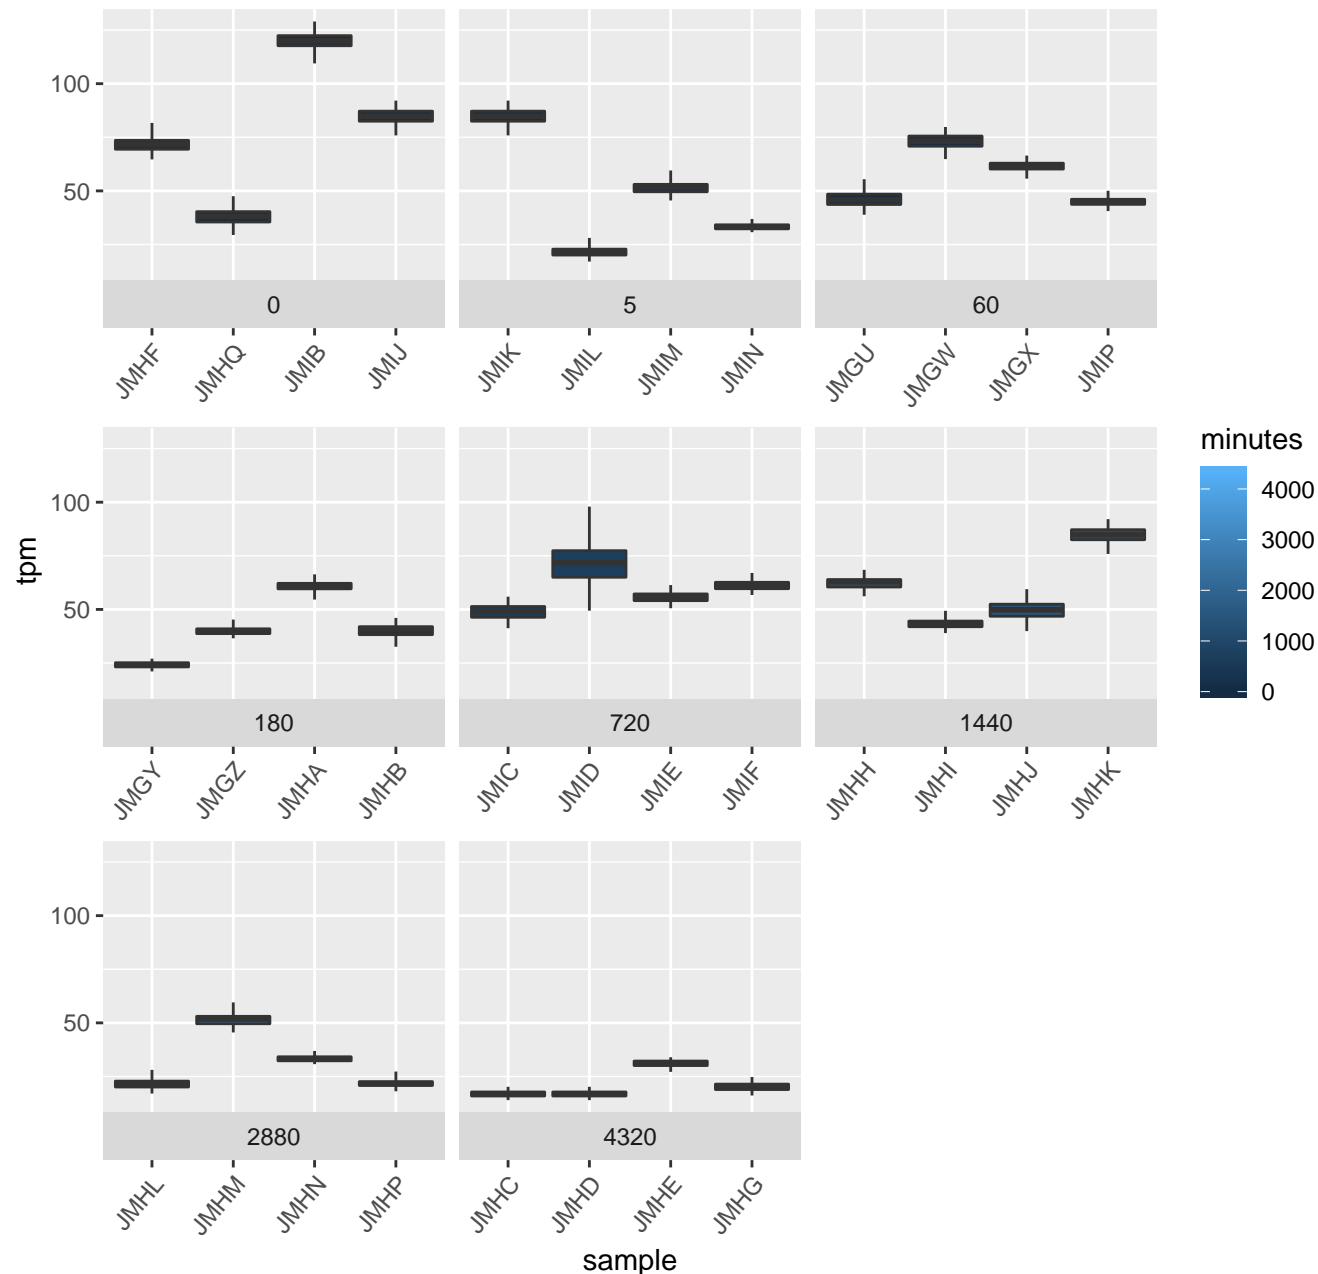 100
50
0
5
60
JMHF
JMHQ
JMIB
JMIJ
JMIK
JMIL
JMIM
JMIN
JMGU
JMGW
JMGX
JMIP
tpm
100
50
180
720
1440
JMGY
JMGZ
JMHA
JMHB
JMIC
JMID
JMIE
JMIF
JMHH
JMHI
JMHJ
JMHK
minutes
4000
3000
2000
1000
0
100
50
2880
4320
JMHL
JMHM
JMHN
JMHP
JMHC
JMHD
JMHE
JMHG
sample